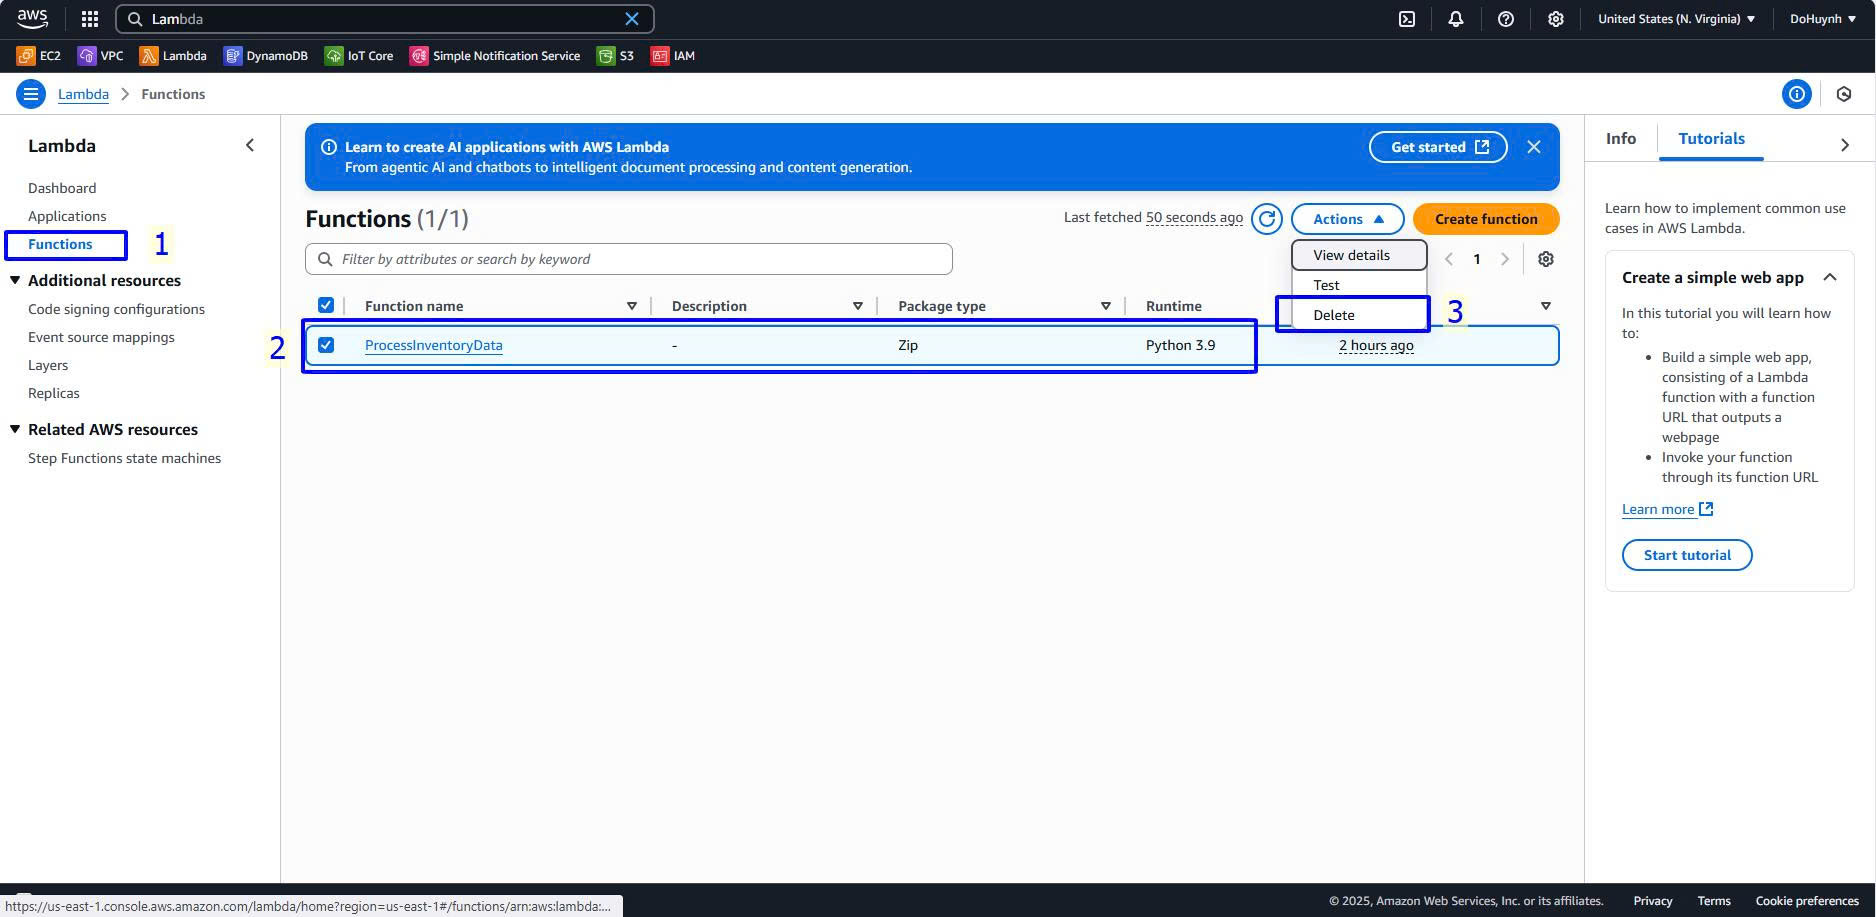 aws
Lambda
United States (N. Virginia)
DoHuynh
EC2 VPC Lambda DynamoDB IoT Core Simple Notification Service S3 IAM
Lambda Functions
Lambda
Dashboard
Applications
Functions
1
Additional resources
Code signing configurations
Event source mappings
Layers
Replicas
Related AWS resources
Step Functions state machines
Learn to create AI applications with AWS Lambda
From agentic AI and chatbots to intelligent document processing and content generation.
Get started
Functions (1/1)
Last fetched 50 seconds ago
Actions
Create function
Filter by attributes or search by keyword
View details
Test
Delete
3
1
Function name Description Package type Runtime
2
ProcessInventoryData - Zip Python 3.9 2 hours ago
Info Tutorials
Learn how to implement common use
cases in AWS Lambda.
Create a simple web app
In this tutorial you will learn how
to:
• Build a simple web app,
consisting of a Lambda
function with a function
URL that outputs a
webpage
• Invoke your function
through its function URL
Learn more
Start tutorial
https://us-east-1.console.aws.amazon.com/lambda/home?region=us-east-1#/functions/arn:aws:lambda:...
© 2025, Amazon Web Services, Inc. or its affiliates. Privacy Terms Cookie preferences